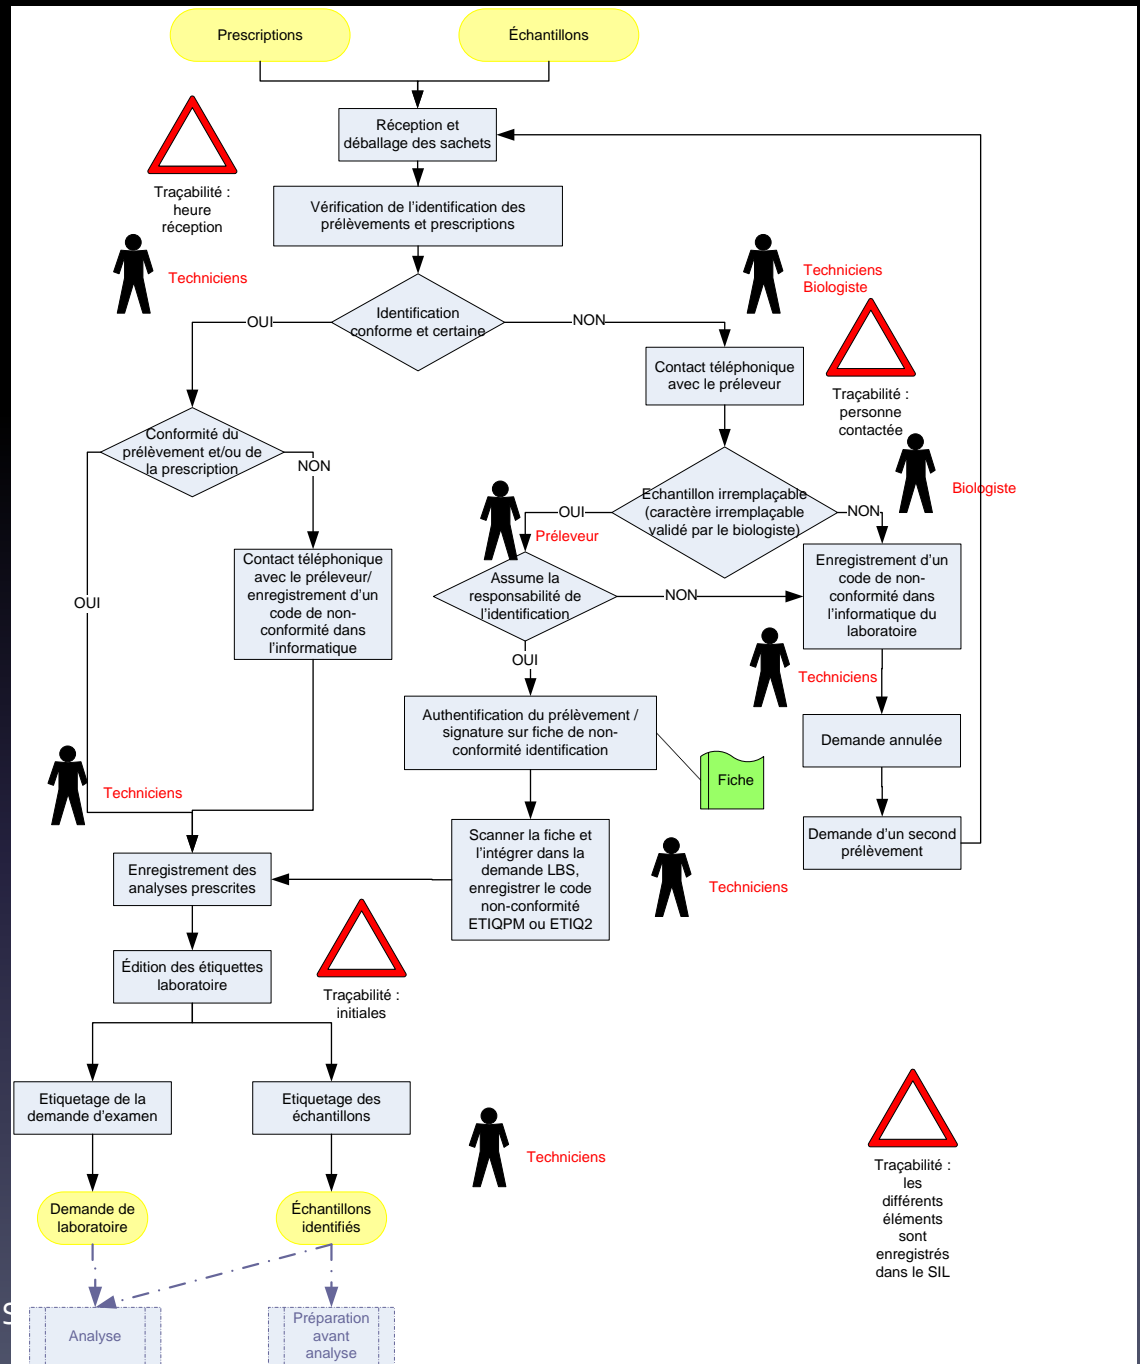 Prescriptions
Échantillons
Réception et
déballage des sachets
Traçabilité :
heure
réception
Vérification de l'identification des
prélèvements et prescriptions
Techniciens
Techniciens
Biologiste
Identification
conforme et certaine
OUI
NON
Contact téléphonique
avec le préleveur
Traçabilité :
personne
contactée
Conformité du
prélèvement et/ou de
la prescription
NON
OUI
Biologiste
Echantillon irremplaçable
(caractère irremplaçable
validé par le biologiste)
OUI
NON
Préleveur
Contact téléphonique
avec le préleveur/
enregistrement d'un
code de non-
conformité dans
l'informatique
Assume la
responsabilité de
l'identification
NON
OUI
Enregistrement d'un
code de non-
conformité dans
l'informatique du
laboratoire
Techniciens
Authentification du prélèvement /
signature sur fiche de non-
conformité identification
Demande annulée
Fiche
Techniciens
Demande d'un second
prélèvement
Scanner la fiche et
l'intégrer dans la
demande LBS,
enregistrer le code
non-conformité
ETIQPM ou ETIQ2
Techniciens
Enregistrement des
analyses prescrites
Édition des étiquettes
laboratoire
Traçabilité :
initiales
Etiquetage de la
demande d'examen
Etiquetage des
échantillons
Techniciens
Traçabilité :
les
différents
éléments
sont
enregistrés
dans le SIL
Demande de
laboratoire
Échantillons
identifiés
Analyse
Préparation
avant
analyse